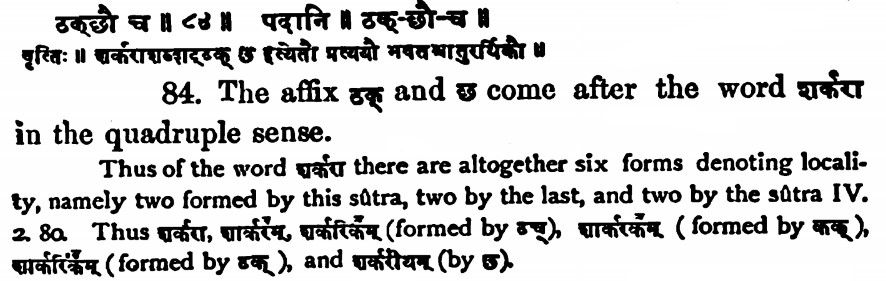 ठक्छौ च ॥ ८४ ॥ पदानि ॥ ठक्-छौ-च ॥
वृत्तिः ॥ शर्कराशब्दाट्ठक् छ इत्येतौ प्रत्ययौ भवतश्चातुरर्थिकौ ॥
84. The affix ठक् and छ come after the word शर्करा
in the quadruple sense.
Thus of the word शर्करा there are altogether six forms denoting locali-
ty, namely two formed by this sûtra, two by the last, and two by the sûtra IV.
2. 80. Thus शर्करा, शार्करम्, शर्करिकम् (formed by ठच्), शार्करकम् ( formed by कक् ),
शार्करिकम् ( formed by ठक् ), and शर्करीयम् (by छ).